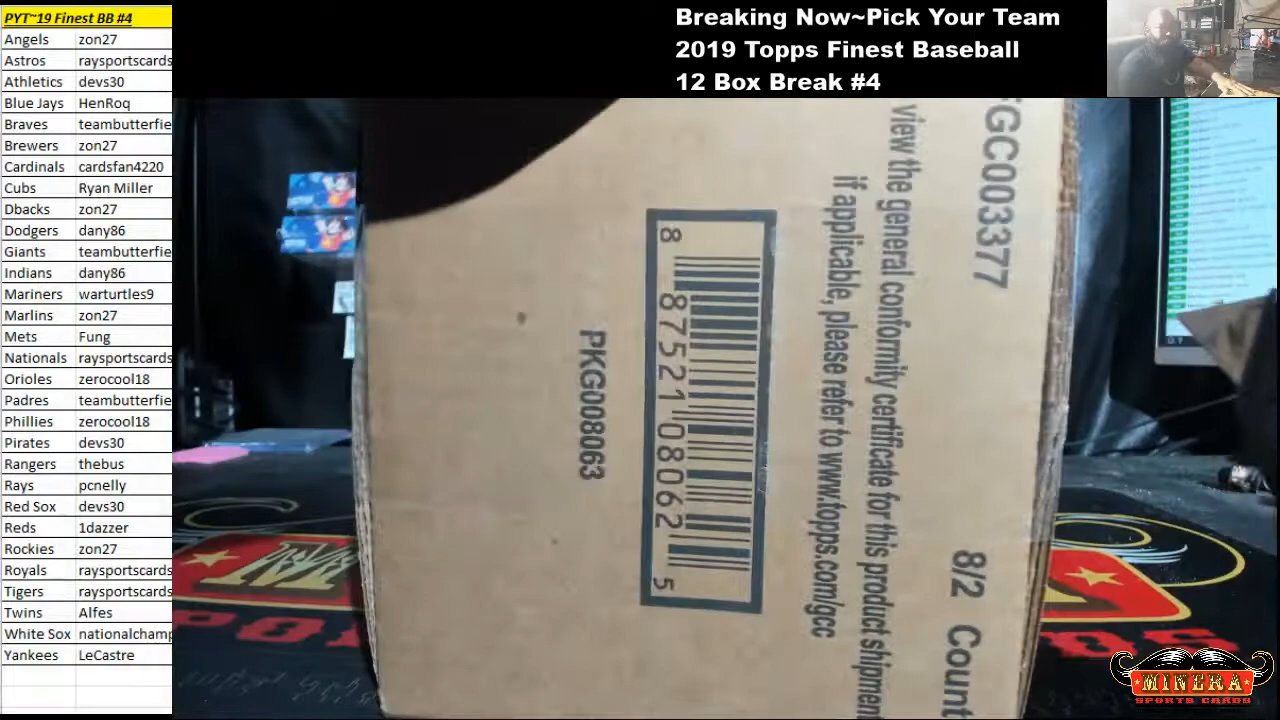 PYT~19 Finest BB #4
Angels zon27
Astros raysportscards
Athletics devs30
Blue Jays HenRoq
Braves teambutterfie
Brewers zon27
Cardinals cardsfan4220
Cubs Ryan Miller
Dbacks zon27
Dodgers dany86
Giants teambutterfie
Indians dany86
Mariners warturtles9
Marlins zon27
Mets Fung
Nationals raysportscards
Orioles zerocool18
Padres teambutterfie
Phillies zerocool18
Pirates devs30
Rangers thebus
Rays pcnelly
Red Sox devs30
Reds 1dazzer
Rockies zon27
Royals raysportscards
Tigers raysportscards
Twins Alfes
White Sox nationalchamp
Yankees LeCastre
Breaking Now~Pick Your Team
2019 Topps Finest Baseball
12 Box Break #4
GC003377
view the general conformity certificate for this product shipment
if applicable, please refer to www.topps.com/gcc
8/2 Count
8 87521 08062 5
PKG008063
MINERA
SPORTS CARDS